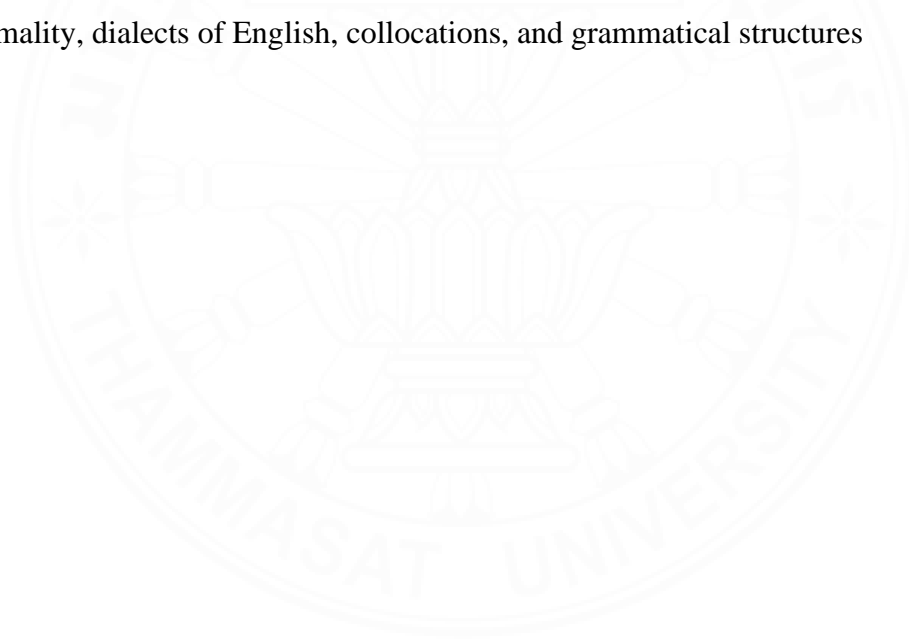 mality, dialects of English, collocations, and grammatical structures
THAMMASAT UNIVERSITY